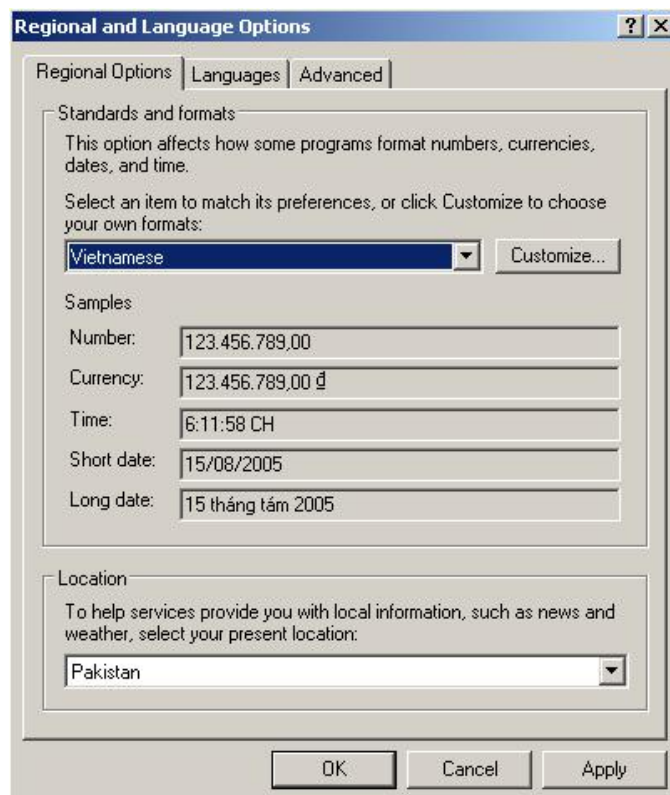 Regional and Language Options
Regional Options Languages Advanced
Standards and formats
This option affects how some programs format numbers, currencies,
dates, and time.
Select an item to match its preferences, or click Customize to choose
your own formats:
Vietnamese Customize...
Samples
Number: 123.456.789,00
Currency: 123.456.789,00 ₫
Time: 6:11:58 CH
Short date: 15/08/2005
Long date: 15 tháng tám 2005
Location
To help services provide you with local information, such as news and
weather, select your present location:
Pakistan
OK Cancel Apply